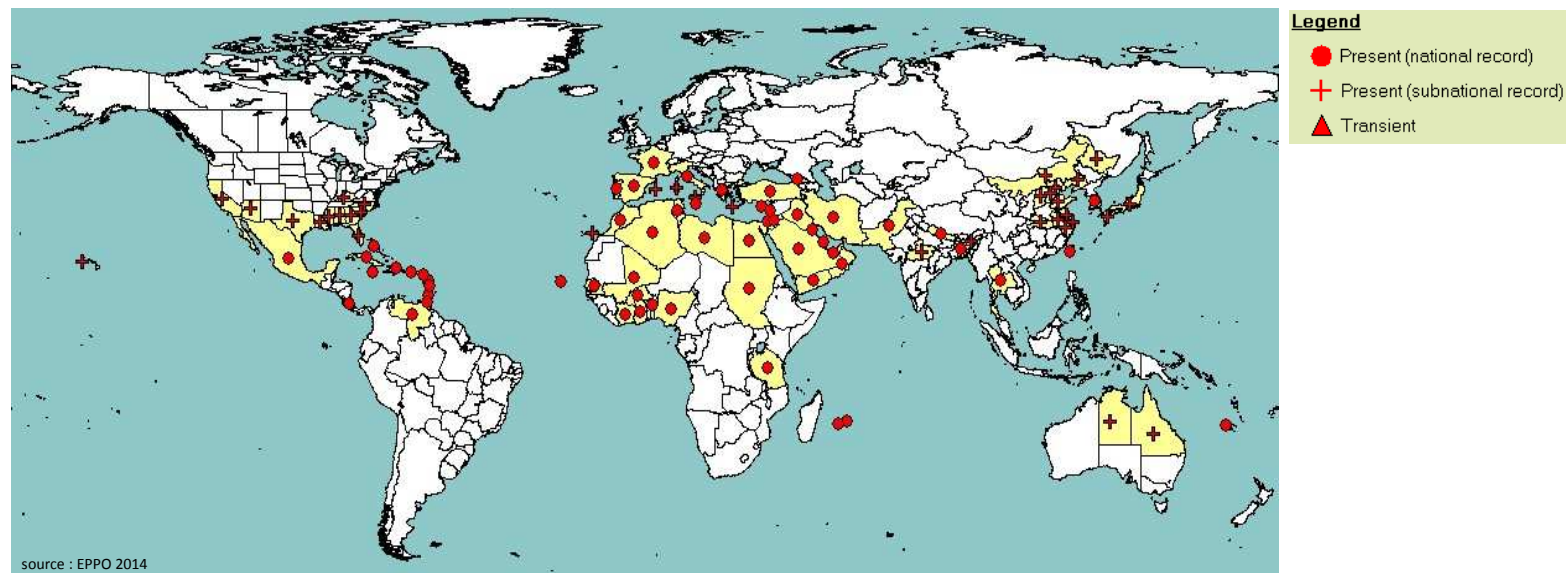 Legend
Present (national record)
Present (subnational record)
Transient
source : EPPO 2014